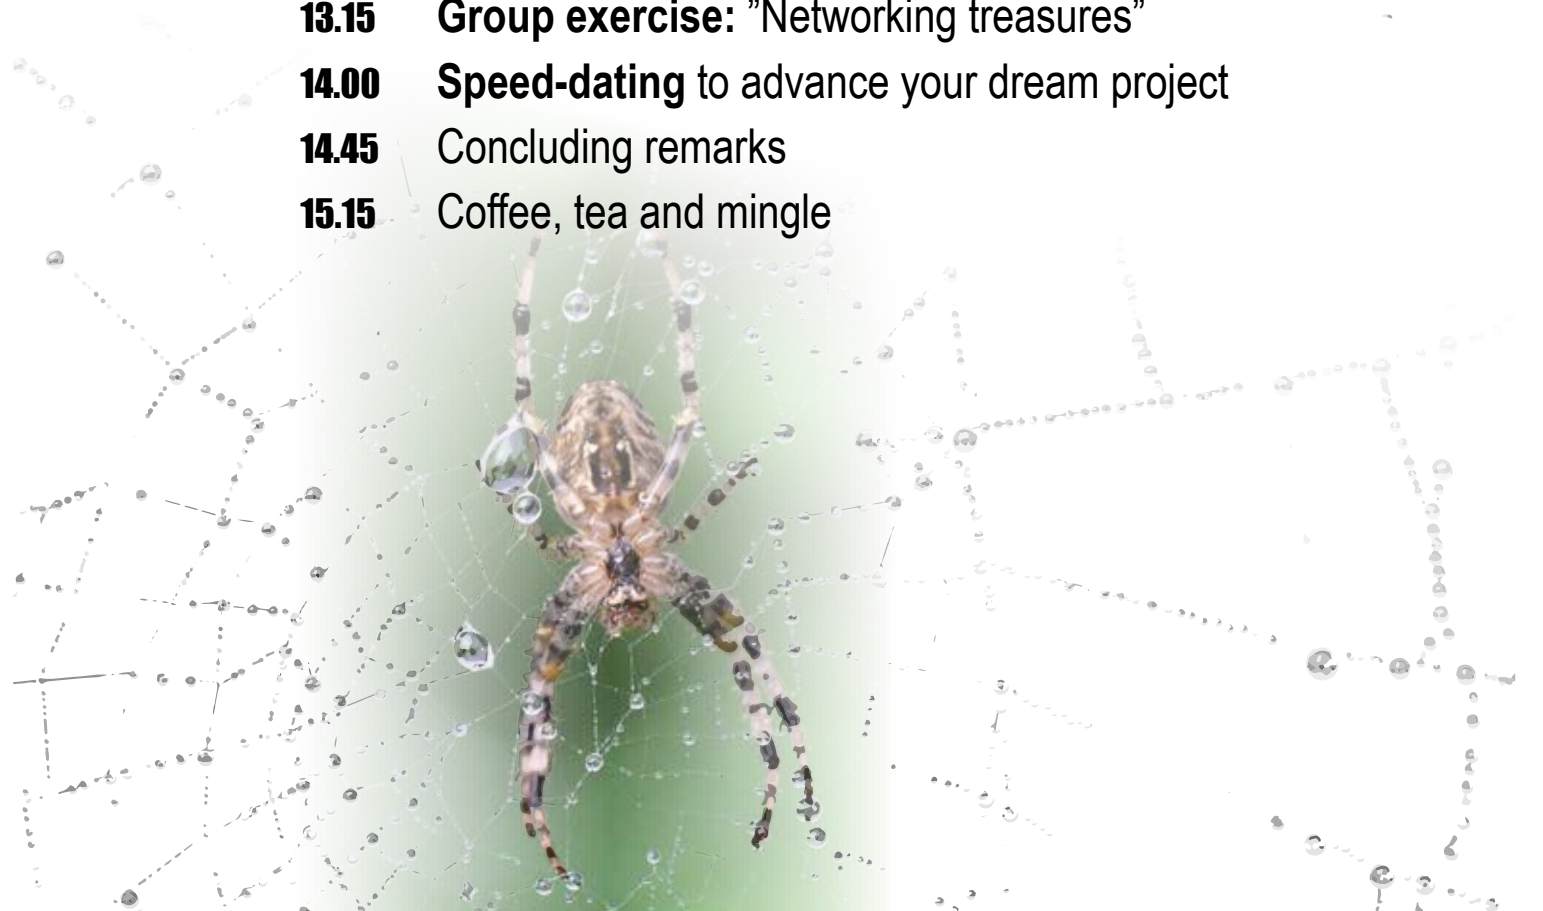 13.15 Group exercise: ”Networking treasures”
14.00 Speed-dating to advance your dream project
14.45 Concluding remarks
15.15 Coffee, tea and mingle